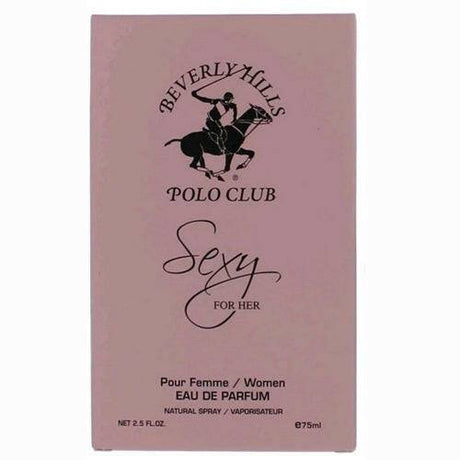 BEVERLY HILLS
®
POLO CLUB
Sexy
FOR HER
Pour Femme / Women
EAU DE PARFUM
NATURAL SPRAY / VAPORISATEUR
NET 2.5 FL.OZ. e75ml